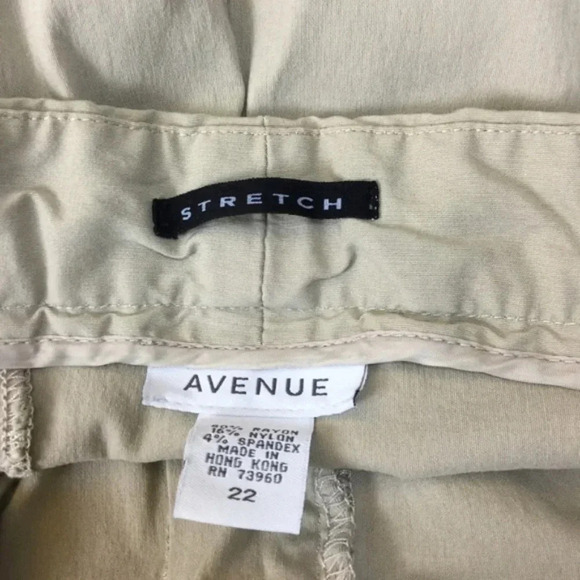 STRETCH
AVENUE
RAYON
16% NYLON
4% SPANDEX
MADE IN
HONG KONG
RN 73960
22